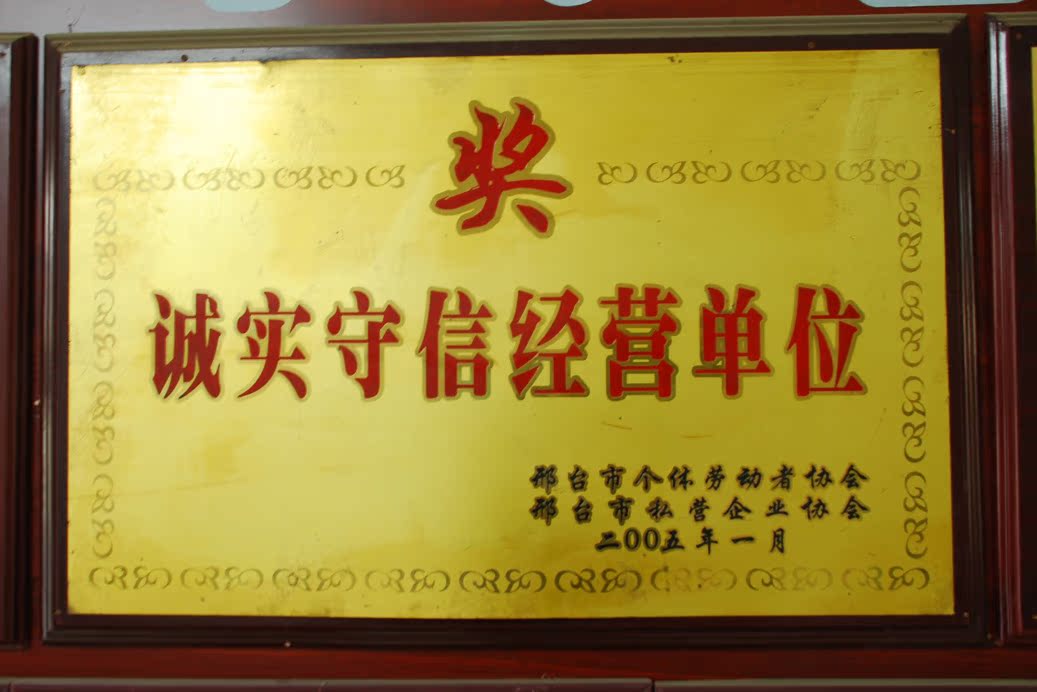 奖
诚实守信经营单位
邢台市个体劳动者协会
邢台市私营企业协会
二00五年一月